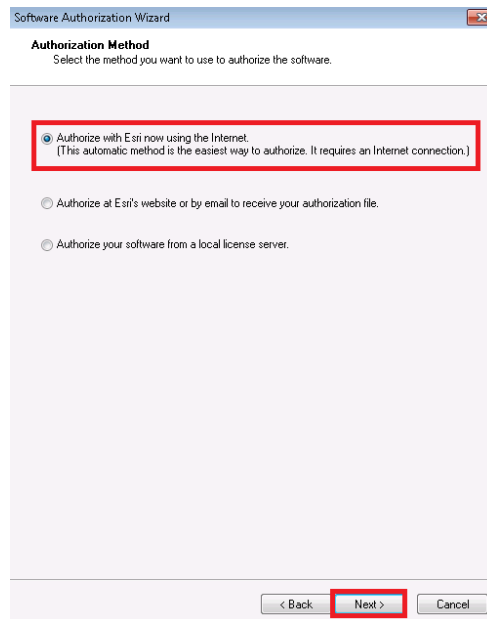 Software Authorization Wizard
Authorization Method
Select the method you want to use to authorize the software.
Authorize with Esri now using the Internet.
(This automatic method is the easiest way to authorize. It requires an Internet connection.)
Authorize at Esri's website or by email to receive your authorization file.
Authorize your software from a local license server.
< Back Next > Cancel